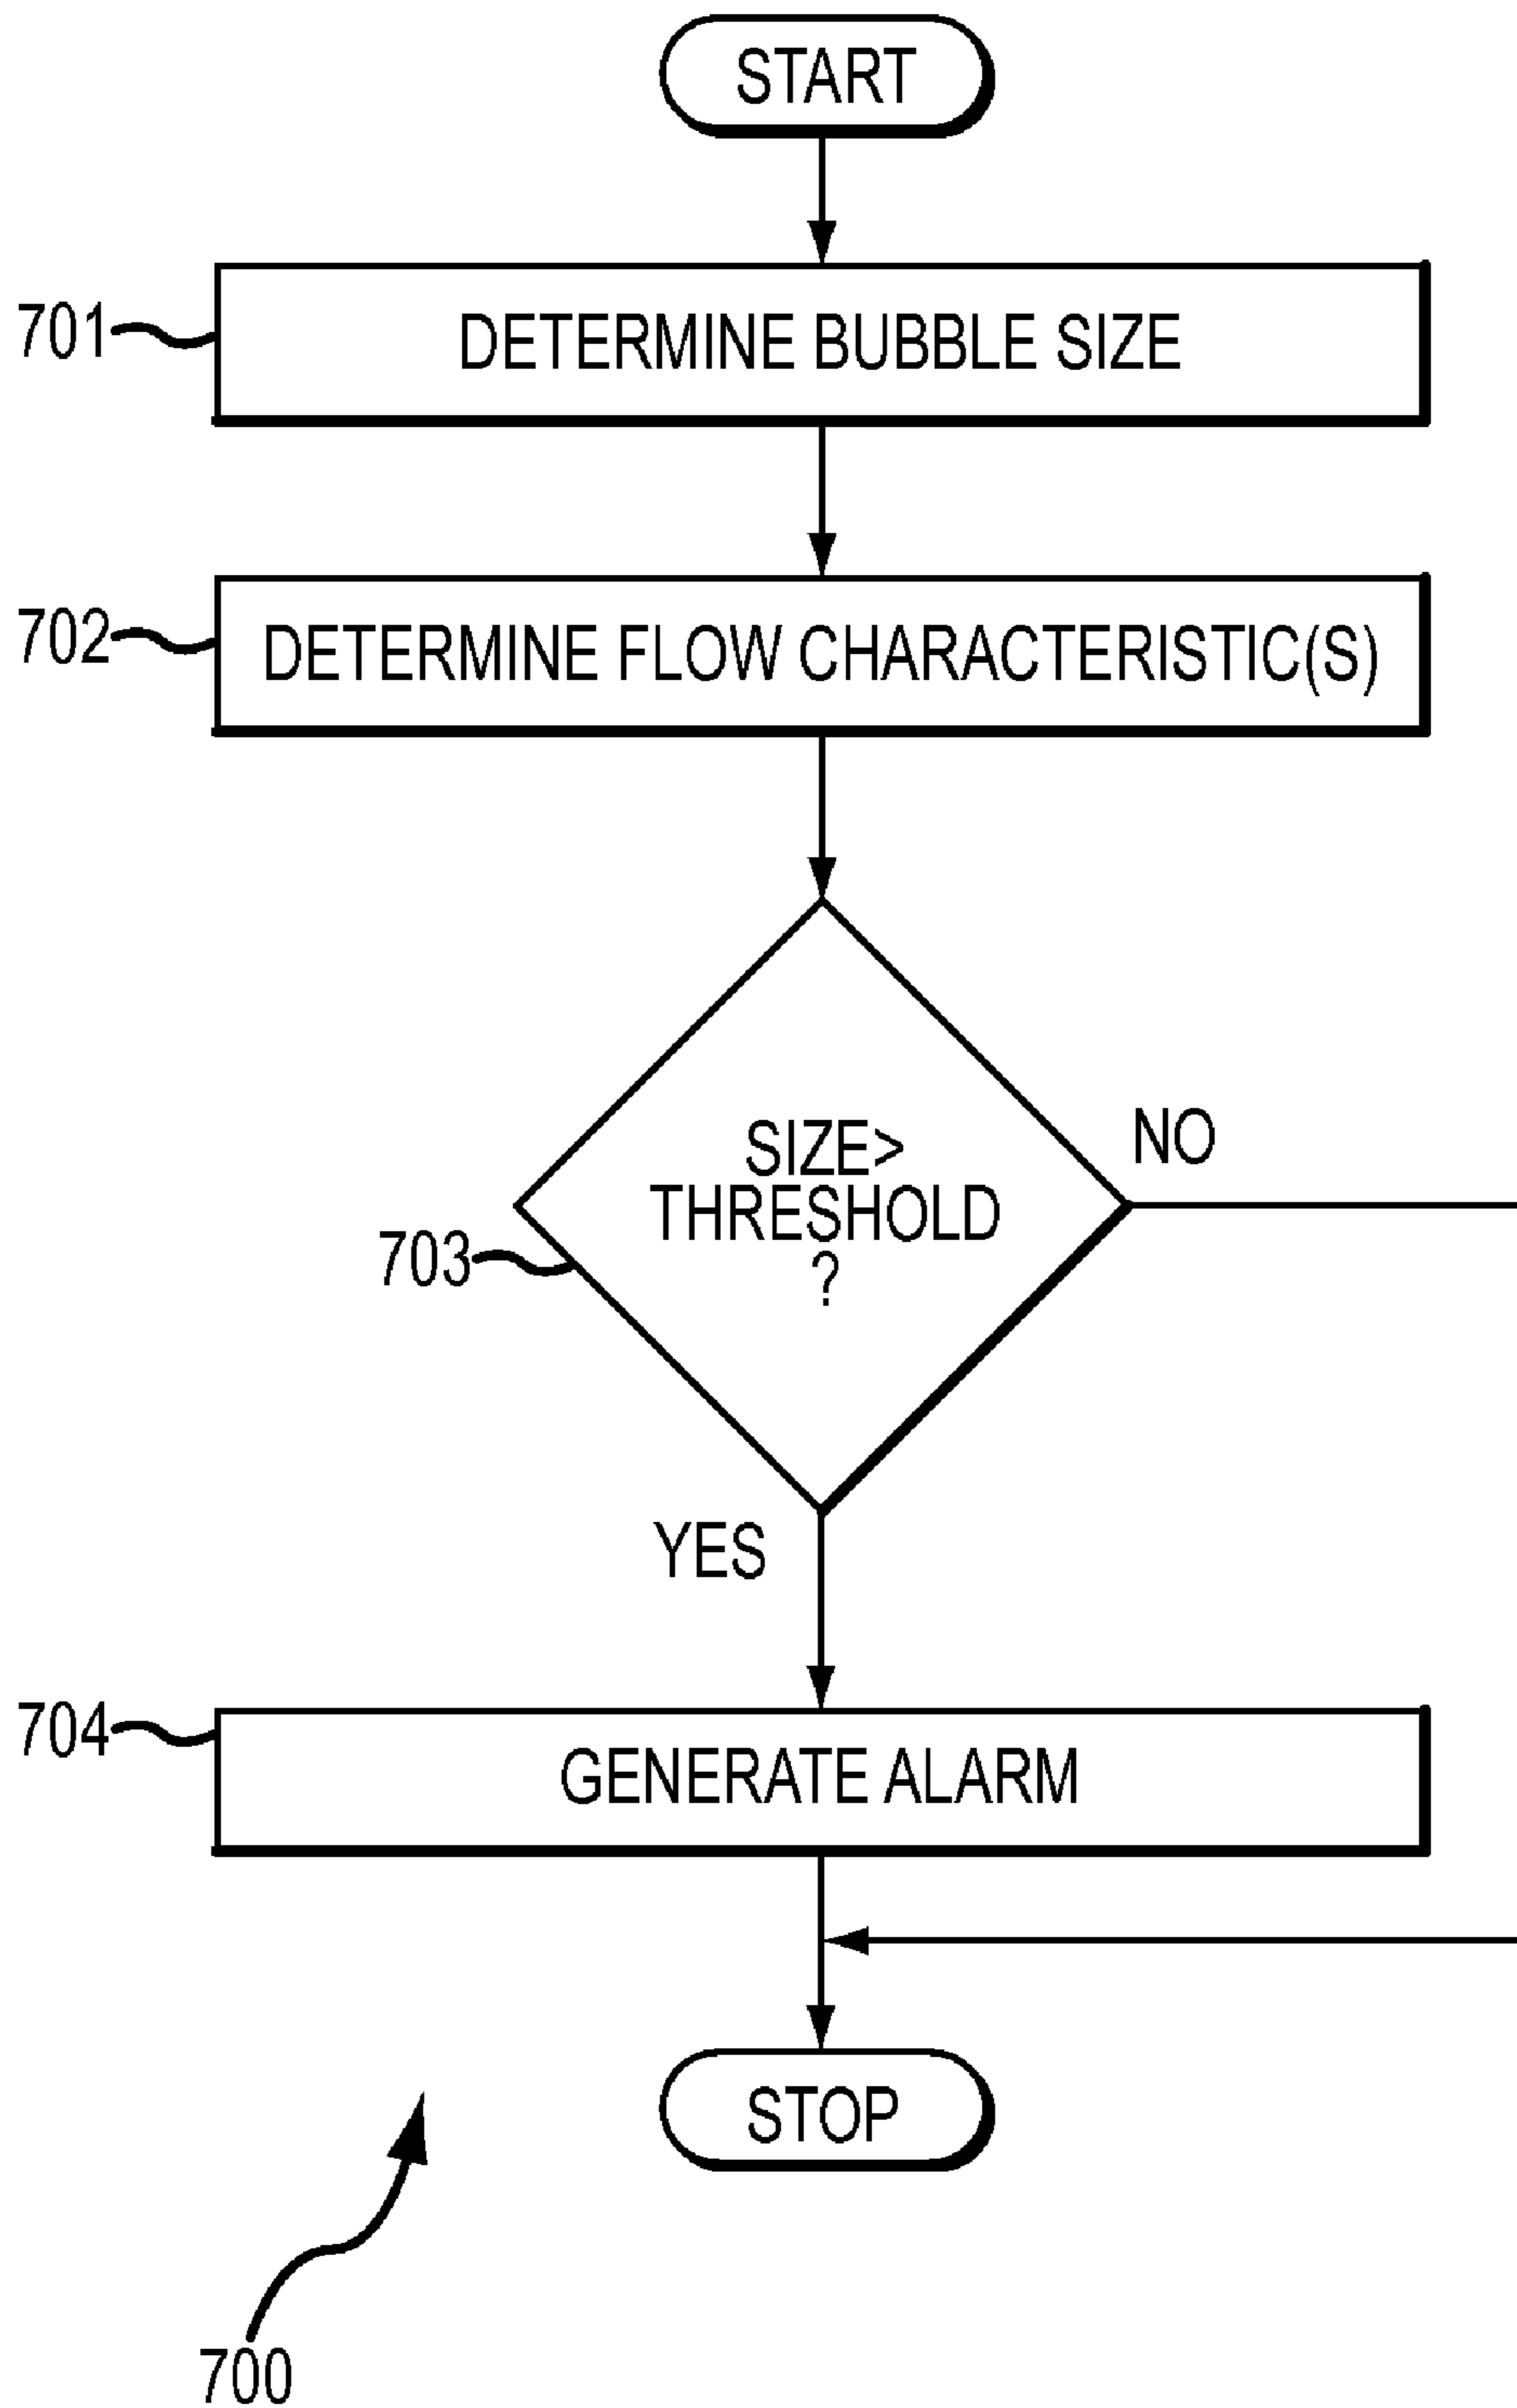 START
701
DETERMINE BUBBLE SIZE
702
DETERMINE FLOW CHARACTERISTIC(S)
SIZE>
THRESHOLD
?
NO
703
YES
704
GENERATE ALARM
STOP
700